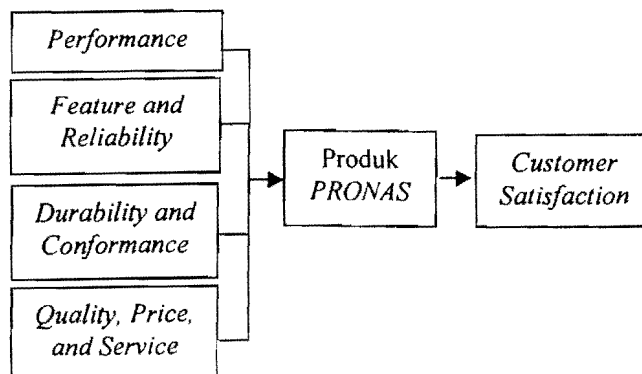 Performance
Feature and
Reliability
Durability and
Conformance
Quality, Price,
and Service
Produk
PRONAS
Customer
Satisfaction